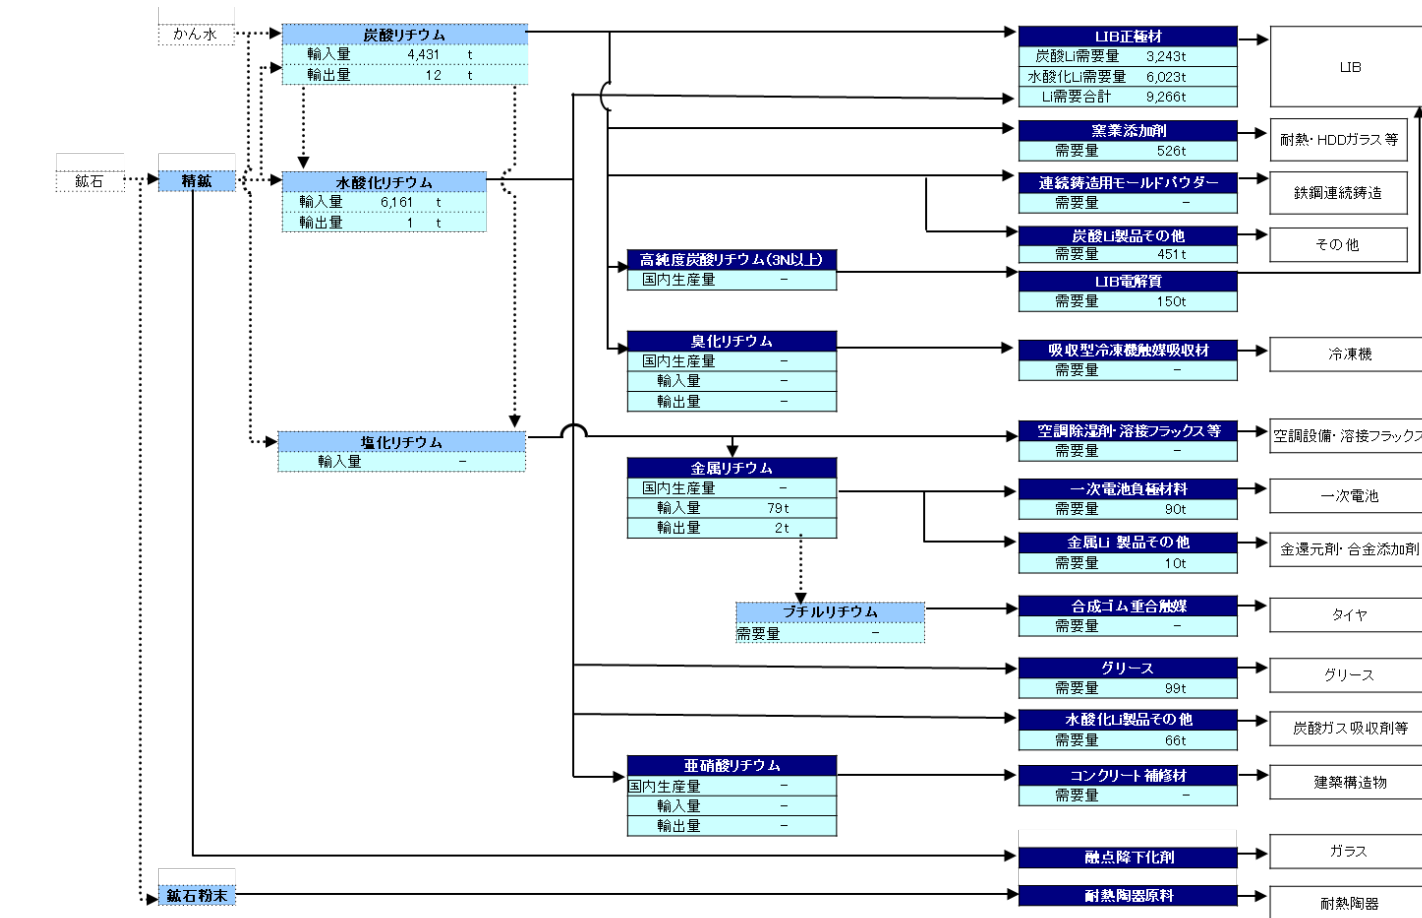 かん水
炭酸リチウム
輸入量 4,431 t
輸出量 12 t
LIB正極材
炭酸Li需要量 3,243t
水酸化Li需要量 6,023t
Li需要合計 9,266t
LIB
窯業添加剤
需要量 526t
耐熱・HDDガラス等
鉱石
精鉱
水酸化リチウム
輸入量 6,161 t
輸出量 1 t
連続鋳造用モールドパウダー
需要量 −
鉄鋼連続鋳造
炭酸Li製品その他
需要量 451t
その他
高純度炭酸リチウム(3N以上)
国内生産量 −
LIB電解質
需要量 150t
臭化リチウム
国内生産量 −
輸入量 −
輸出量 −
吸収型冷凍機触媒吸収材
需要量 −
冷凍機
塩化リチウム
輸入量 −
空調除湿剤・溶接フラックス等
需要量 −
空調設備・溶接フラックス
金属リチウム
国内生産量 −
輸入量 79t
輸出量 2t
一次電池負極材料
需要量 90t
一次電池
金属Li 製品その他
需要量 10t
金還元剤・合金添加剤
ブチルリチウム
需要量 −
合成ゴム重合触媒
需要量 −
タイヤ
グリース
需要量 99t
グリース
水酸化Li製品その他
需要量 66t
炭酸ガス吸収剤等
亜硝酸リチウム
国内生産量 −
輸入量 −
輸出量 −
コンクリート補修材
需要量 −
建築構造物
融点降下化剤
ガラス
鉱石粉末
耐熱陶器原料
耐熱陶器